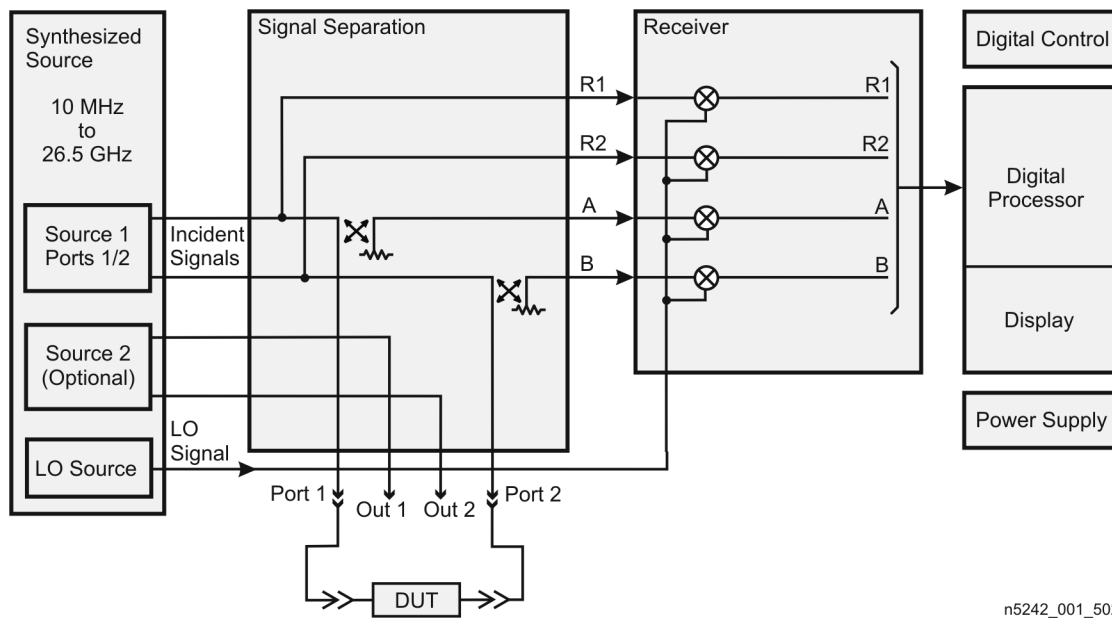 Synthesized
Source
10 MHz
to
26.5 GHz
Source 1
Ports 1/2
Source 2
(Optional)
LO Source
Incident
Signals
LO
Signal
Signal Separation
R1
R2
A
B
Receiver
R1
R2
A
B
Digital Control
Digital
Processor
Display
Power Supply
Port 1
Out 1
Out 2
Port 2
DUT